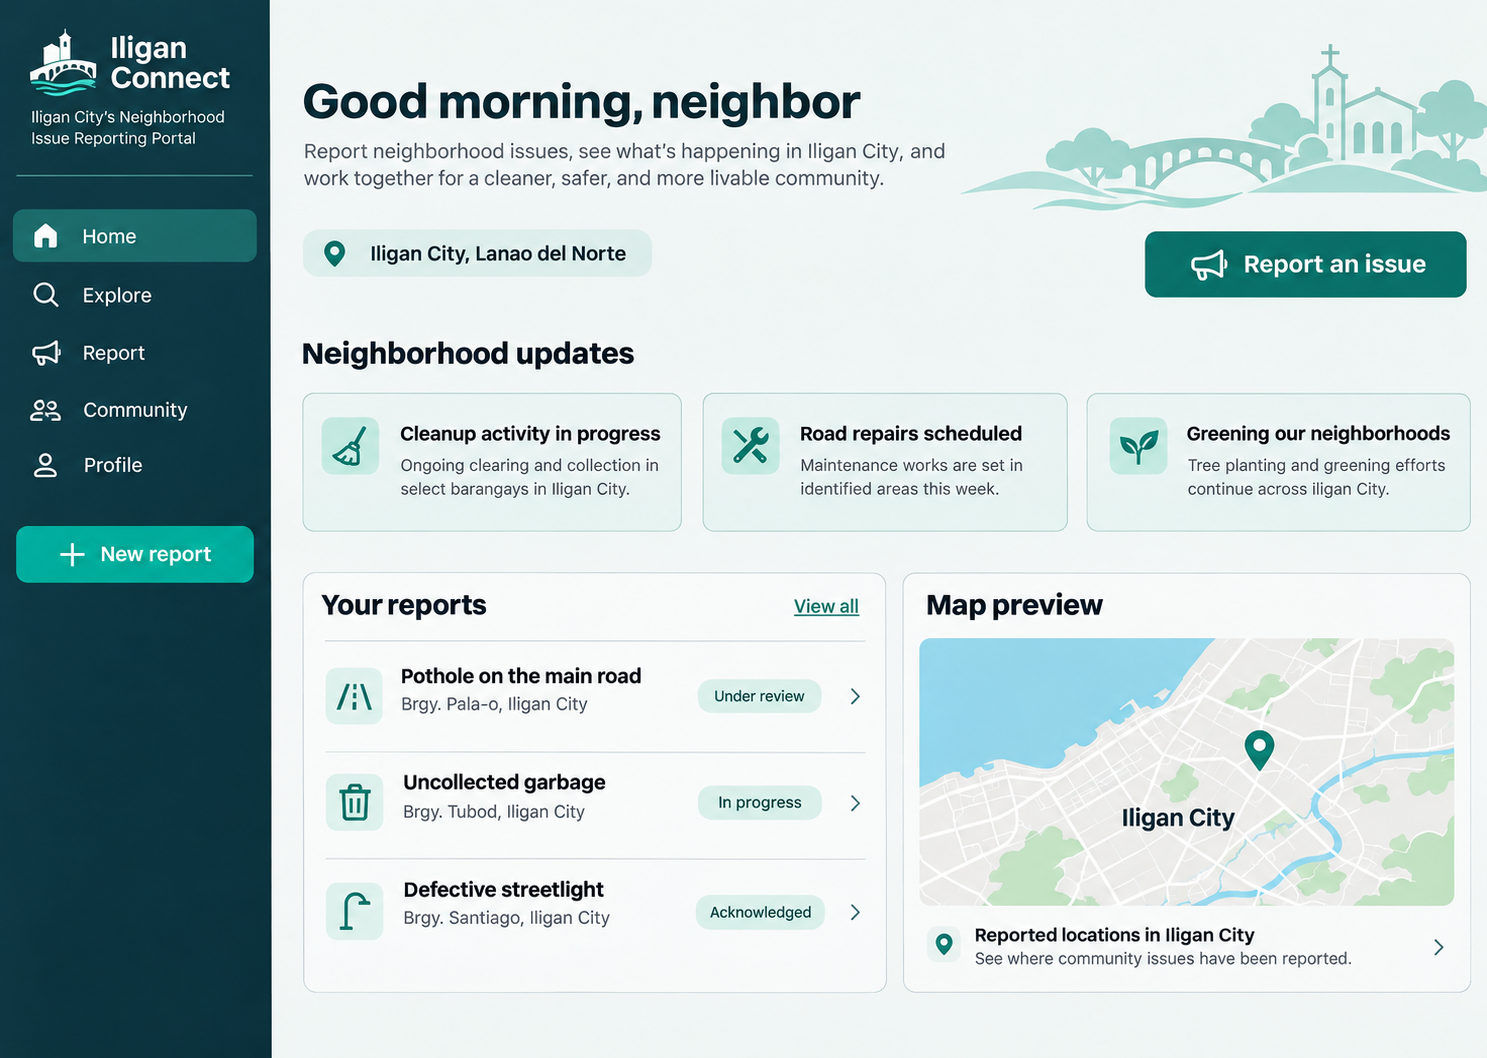 Iligan
Connect
Iligan City's Neighborhood
Issue Reporting Portal
Home
Explore
Report
Community
Profile
New report
Good morning, neighbor
Report neighborhood issues, see what's happening in Iligan City, and
work together for a cleaner, safer, and more livable community.
Iligan City, Lanao del Norte
Report an issue
Neighborhood updates
Cleanup activity in progress
Ongoing clearing and collection in
select barangays in Iligan City.
Road repairs scheduled
Maintenance works are set in
identified areas this week.
Greening our neighborhoods
Tree planting and greening efforts
continue across iligan City.
Your reports
View all
Pothole on the main road
Brgy. Pala-o, Iligan City
Under review
Uncollected garbage
Brgy. Tubod, Iligan City
In progress
Defective streetlight
Brgy. Santiago, Iligan City
Acknowledged
Map preview
Iligan City
Reported locations in Iligan City
See where community issues have been reported.